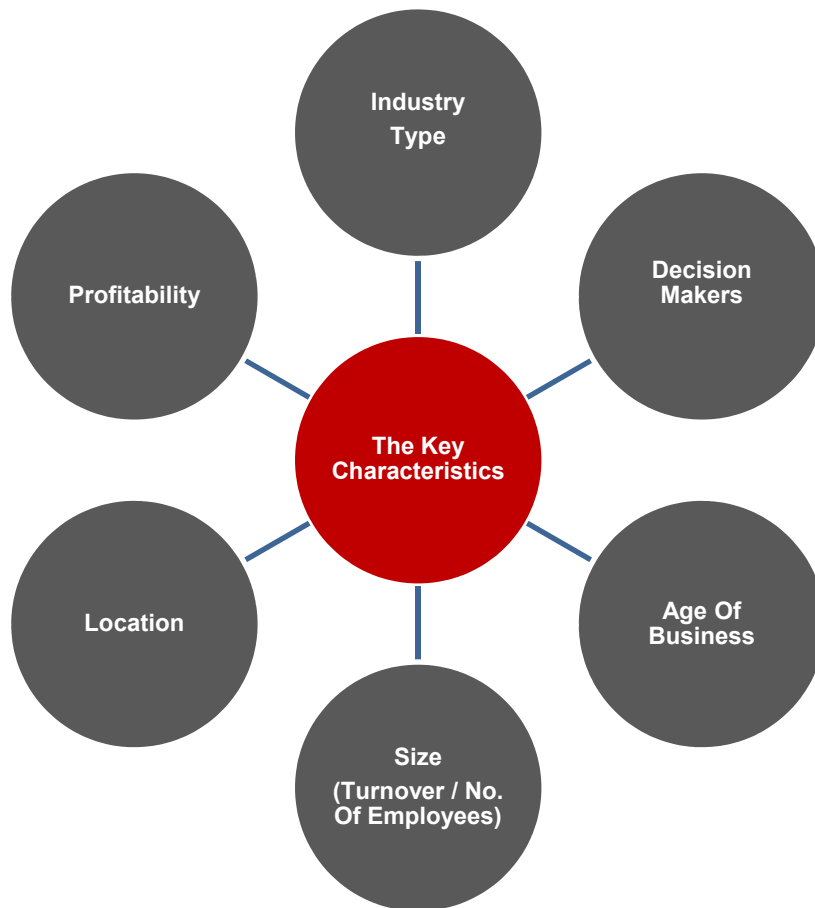 Industry
Type
Decision
Makers
Profitability
The Key
Characteristics
Age Of
Business
Location
Size
(Turnover / No.
Of Employees)